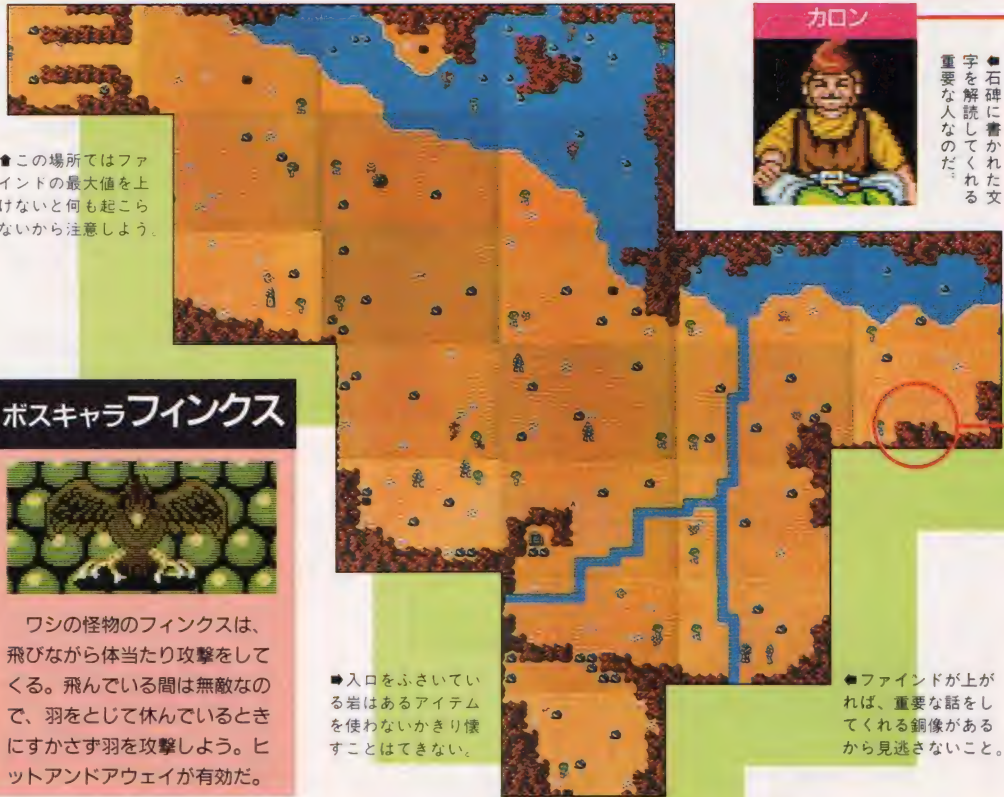 カロン
⬅石碑に書かれた文
字を解読してくれる
重要な人なのだ。
⬆この場所てはファ
インドの最大値を上
げないと何も起こら
ないから注意しよう。
ボスキャラフィンクス
ワシの怪物のフィンクスは、
飛びながら体当たり攻撃をして
くる。飛んでいる間は無敵なの
で、羽をとじて休んでいるとき
にすかさず羽を攻撃しよう。ヒ
ットアンドアウェイが有効だ。
➡入口をふさいてい
る岩はあるアイテム
を使わないかきり懐
すことはてきない。
⬅ファインドが上が
れば、重要な話をし
てくれる銅像がある
から見逃さないこと。